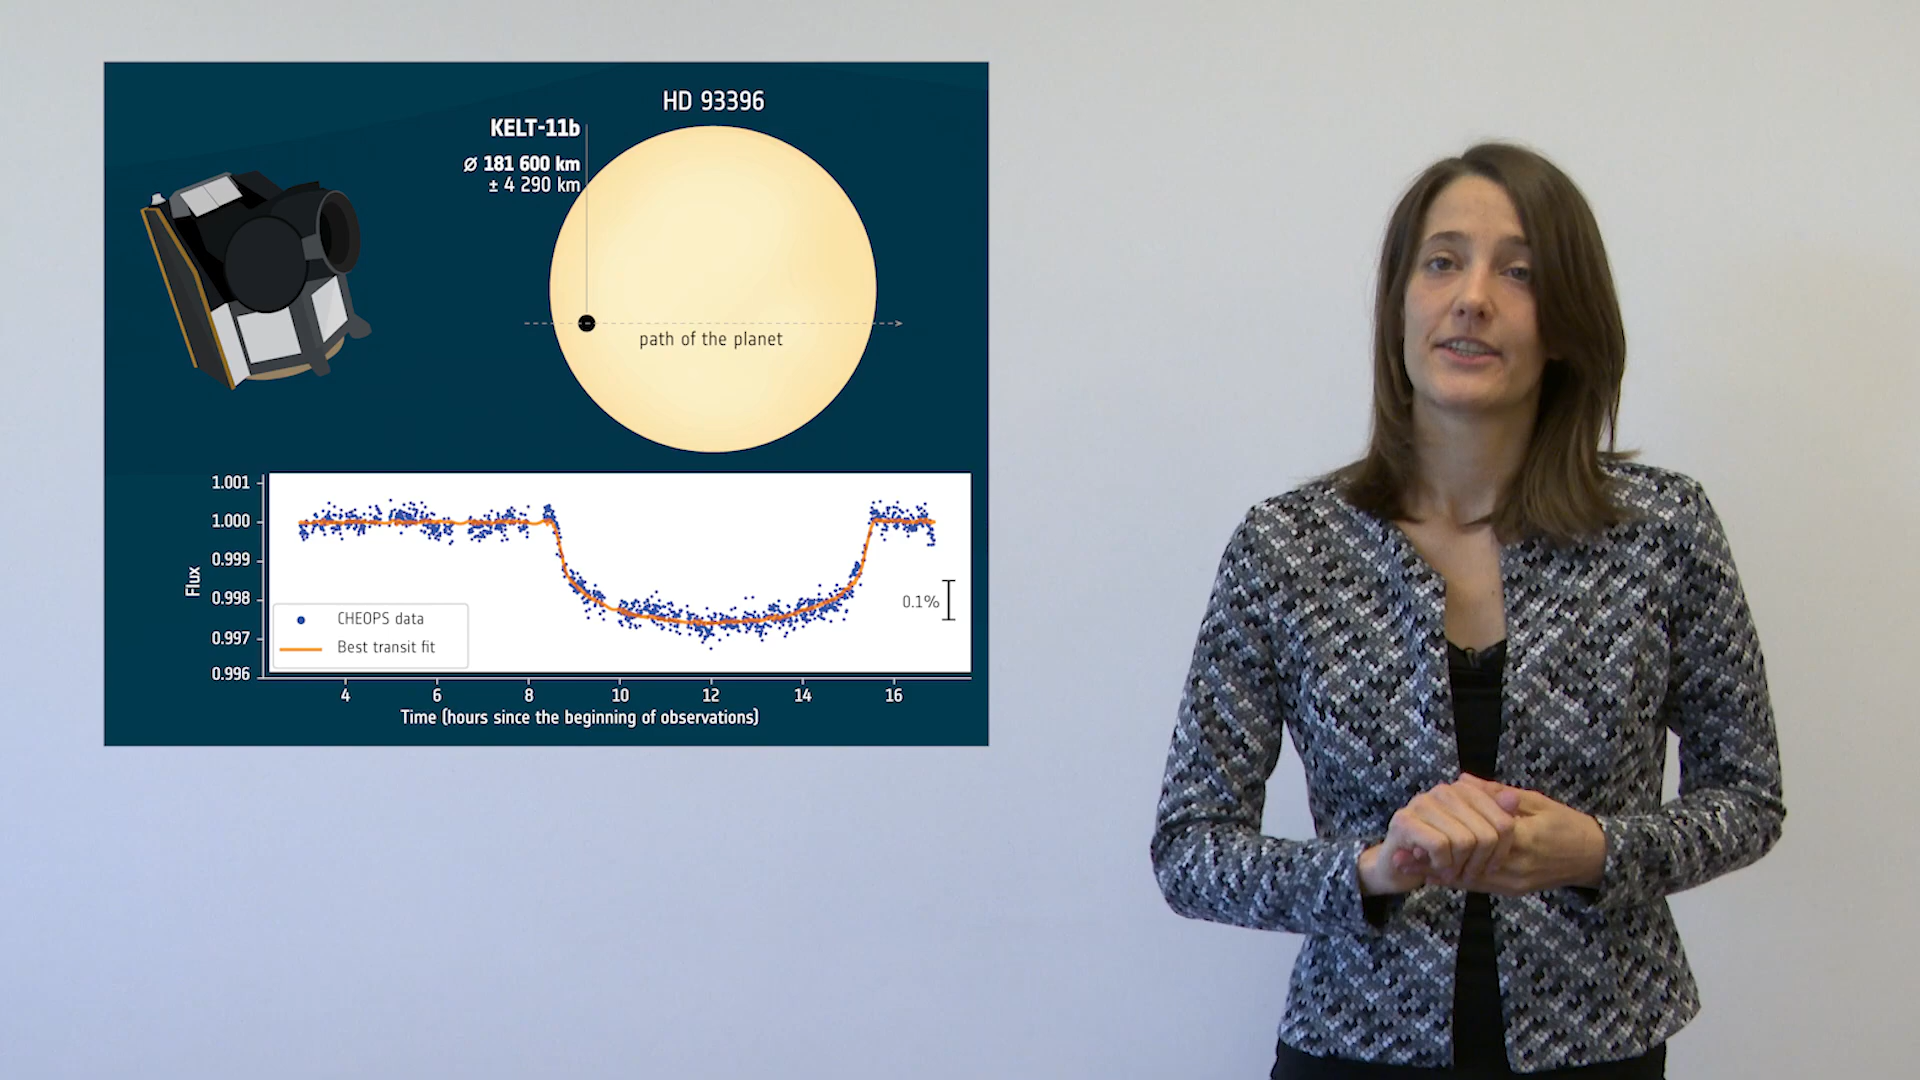 HD 93396
KELT-11b
⌀ 181 600 km
± 4 290 km
path of the planet
1.001
1.000
0.999
0.998
0.997
0.996
Flux
0.1%
CHEOPS data
Best transit fit
4 6 8 10 12 14 16
Time (hours since the beginning of observations)